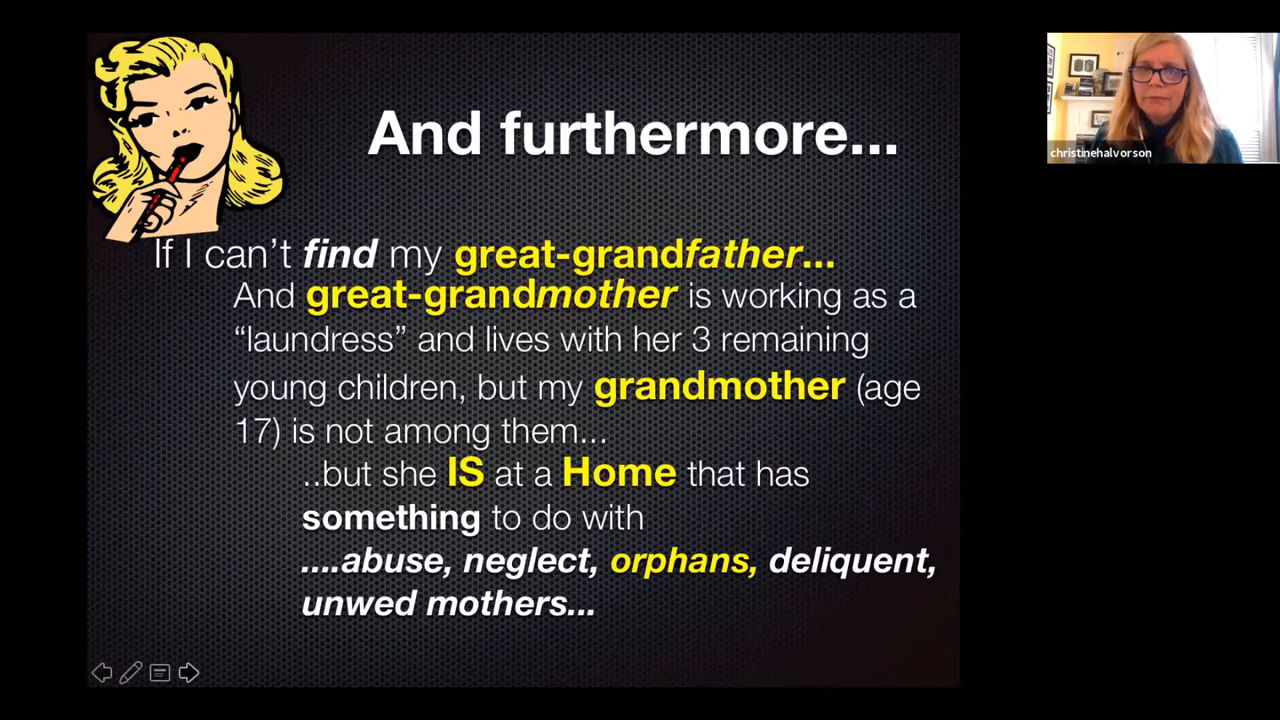 And furthermore...
christinehalvorson
If I can't find my great-grandfather...
And great-grandmother is working as a
“laundress” and lives with her 3 remaining
young children, but my grandmother (age
17) is not among them...
..but she IS at a Home that has
something to do with
....abuse, neglect, orphans, deliquent,
unwed mothers...